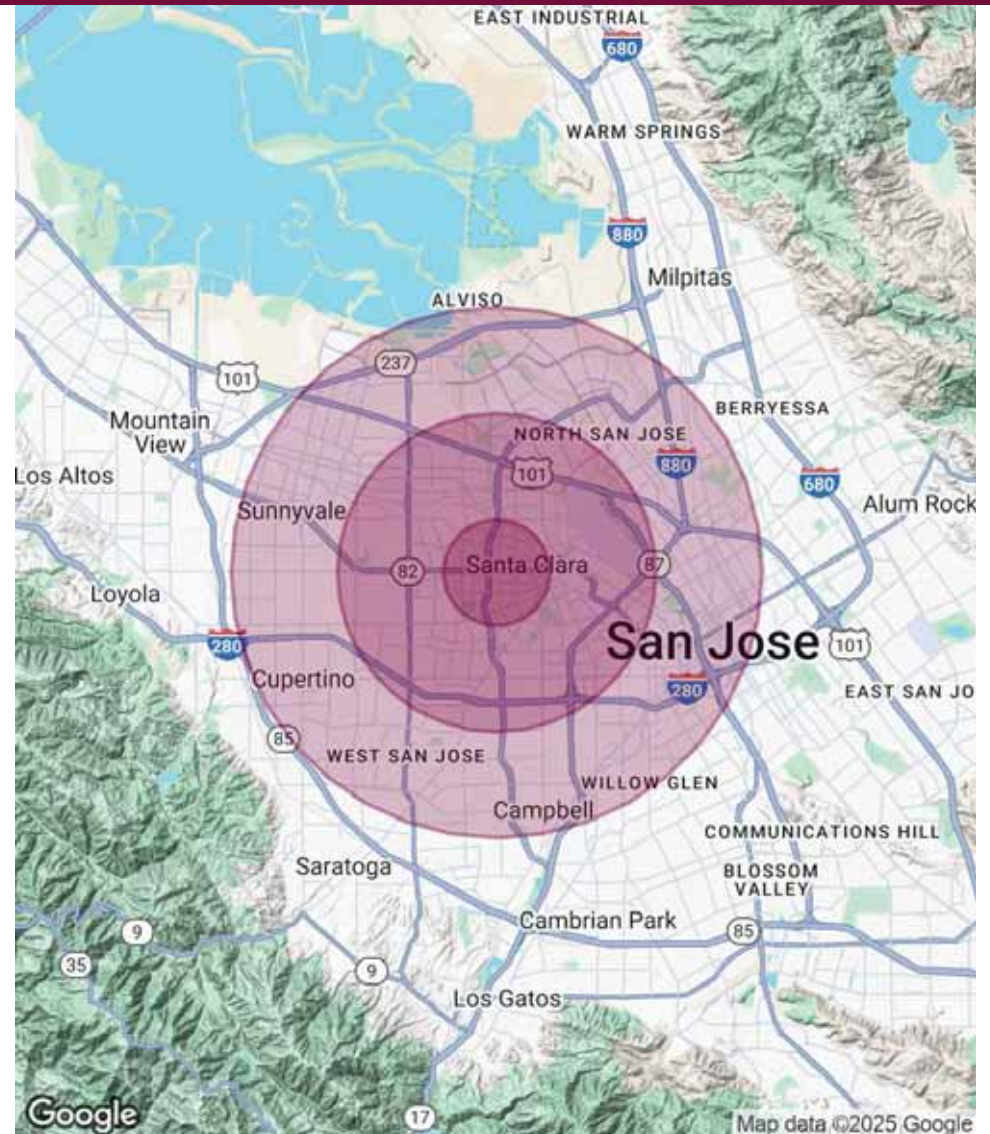 EAST INDUSTRIAL
680
WARM SPRINGS
880
Milpitas
ALVISO
237
101
BERRYESSA
Mountain
View
NORTH SAN JOSE
880
101
680
Los Altos
Alum Rock
Sunnyvale
Santa Clara
87
82
Loyola
San Jose
101
280
280
Cupertino
EAST SAN JO
85
WEST SAN JOSE
WILLOW GLEN
Campbell
COMMUNICATIONS HILL
Saratoga
BLOSSOM
VALLEY
Cambrian Park
85
9
35
9
Los Gatos
Google
17
Map data ©2025 Google